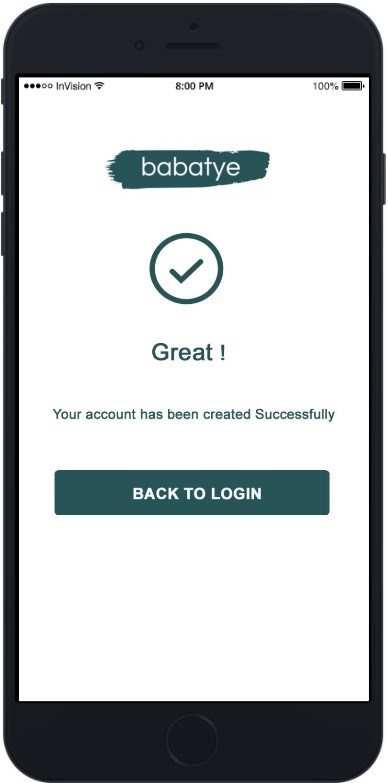 InVision 8:00 PM 100%
babatye
Great !
Your account has been created Successfully
BACK TO LOGIN